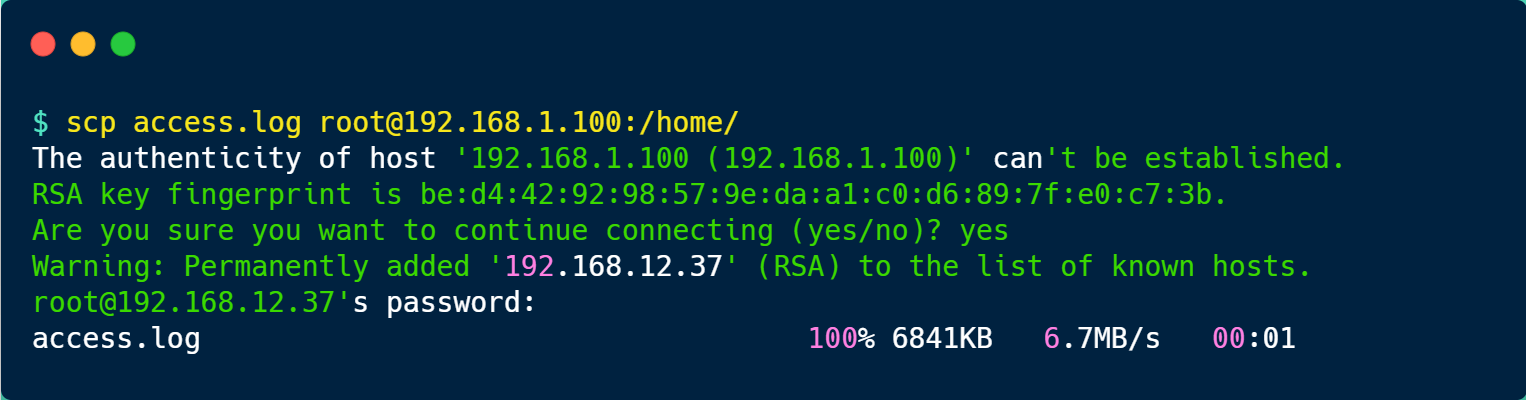 $ scp access.log root@192.168.1.100:/home/
The authenticity of host '192.168.1.100 (192.168.1.100)' can't be established.
RSA key fingerprint is be:d4:42:92:98:57:9e:da:a1:c0:d6:89:7f:e0:c7:3b.
Are you sure you want to continue connecting (yes/no)? yes
Warning: Permanently added '192.168.12.37' (RSA) to the list of known hosts.
root@192.168.12.37's password:
access.log 100% 6841KB 6.7MB/s 00:01